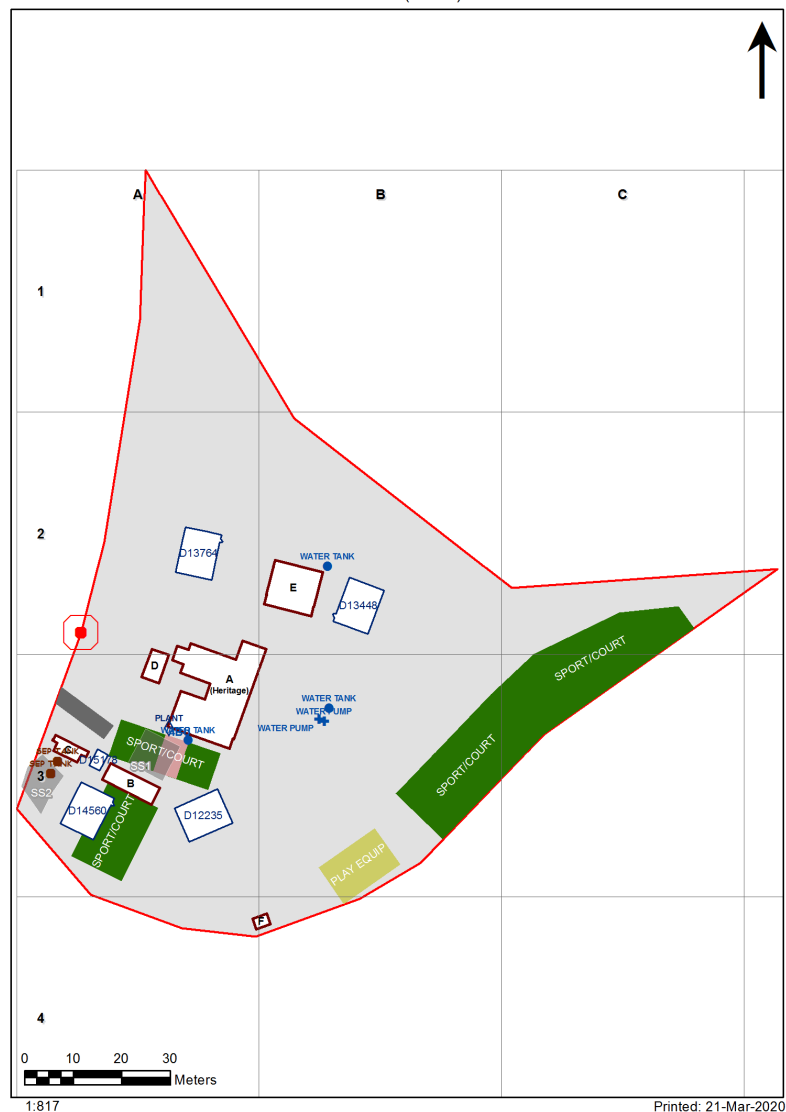 A
B
C
1
2
D13764
WATER TANK
E
D13448
D
A
(Heritage)
SPORT/COURT
WATER TANK
WATER PUMP
WATER PUMP
PLANT
WATER TANK
SPORT/COURT
SS1
SEP TANK
C
SEP TANK
D15178
3
B
SS2
SPORT/COURT
D14560
D12235
SPORT/COURT
PLAY EQUIP
F
4
0 10 20 30
Meters
1:817
Printed: 21-Mar-2020